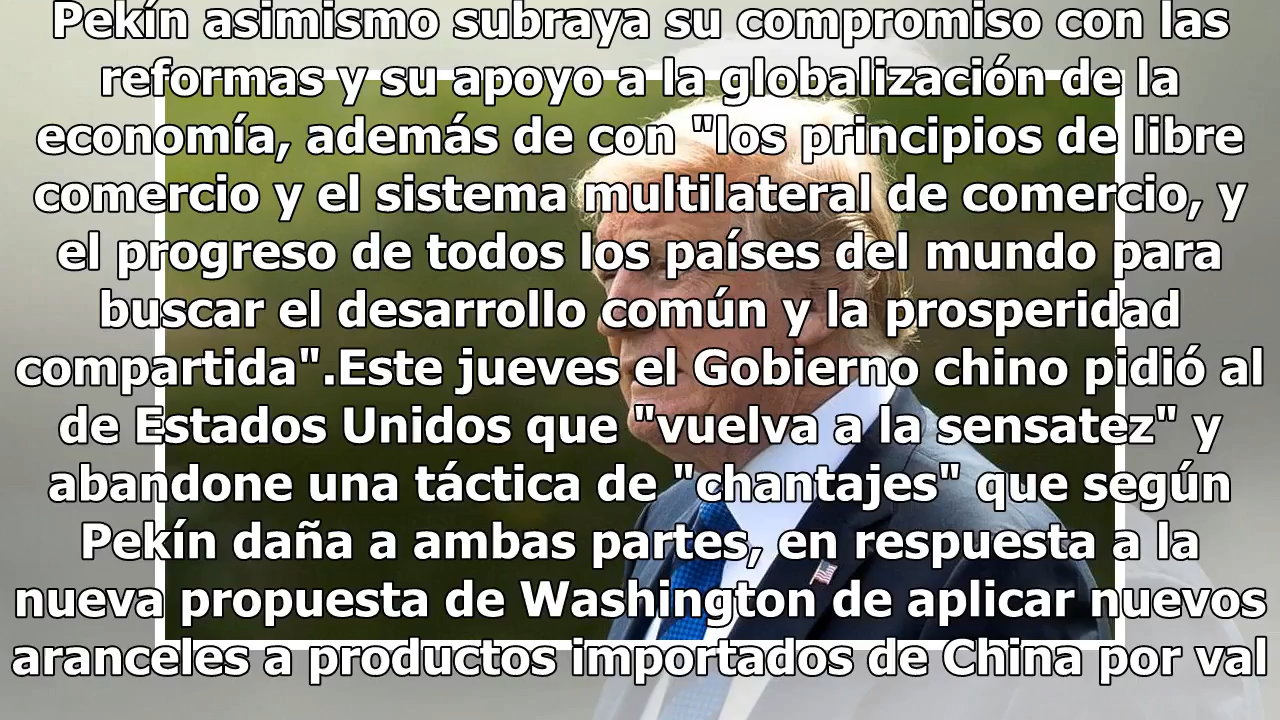 Pekín asimismo subraya su compromiso con las
reformas y su apoyo a la globalización de la
economía, además de con "los principios de libre
comercio y el sistema multilateral de comercio, y
el progreso de todos los países del mundo para
buscar el desarrollo común y la prosperidad
compartida".Este jueves el Gobierno chino pidió al
de Estados Unidos que "vuelva a la sensatez" y
abandone una táctica de "chantajes" que según
Pekín daña a ambas partes, en respuesta a la
nueva propuesta de Washington de aplicar nuevos
aranceles a productos importados de China por val